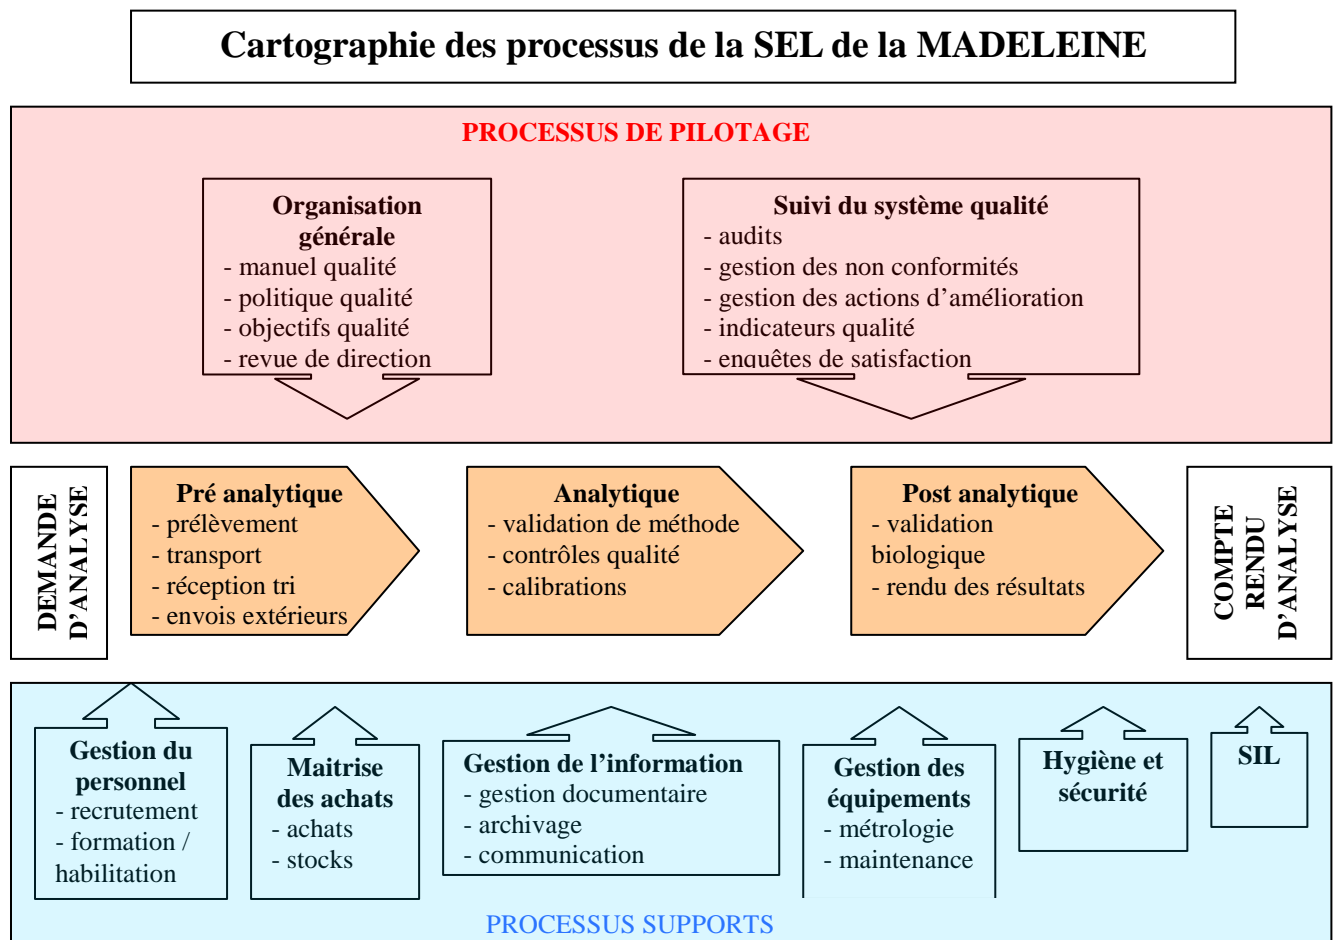 Cartographie des processus de la SEL de la MADELEINE
PROCESSUS DE PILOTAGE
Organisation
générale
- manuel qualité
- politique qualité
- objectifs qualité
- revue de direction
Suivi du système qualité
- audits
- gestion des non conformités
- gestion des actions d’amélioration
- indicateurs qualité
- enquêtes de satisfaction
DEMANDE
D’ANALYSE
Pré analytique
- prélèvement
- transport
- réception tri
- envois extérieurs
Analytique
- validation de méthode
- contrôles qualité
- calibrations
Post analytique
- validation
biologique
- rendu des résultats
COMPTE
RENDU
D’ANALYSE
Gestion du
personnel
- recrutement
- formation /
habilitation
Maitrise
des achats
- achats
- stocks
Gestion de l’information
- gestion documentaire
- archivage
- communication
Gestion des
équipements
- métrologie
- maintenance
Hygiène et
sécurité
SIL
PROCESSUS SUPPORTS